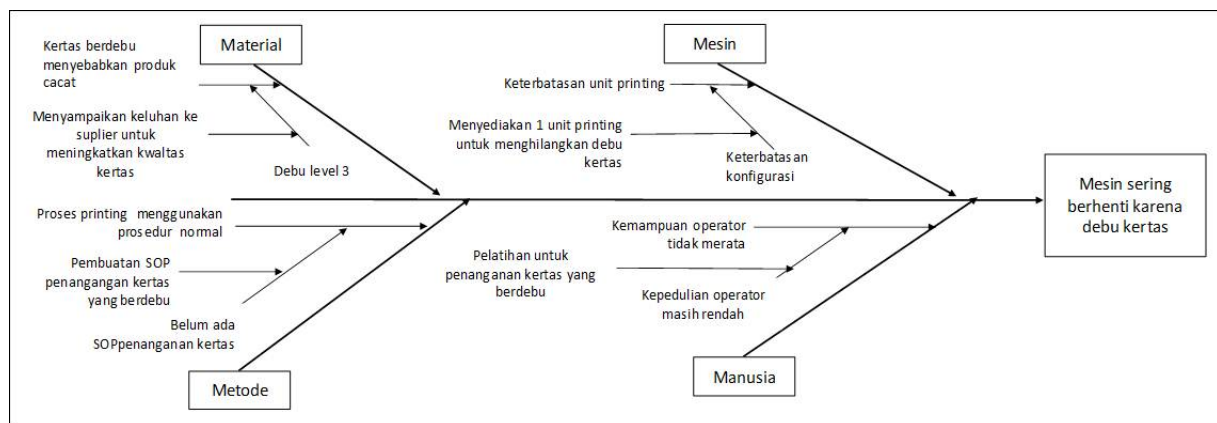 Kertas berdebu
menyebabkan produk
cacat
Material
Menyampaikan keluhan ke
suplier untuk
meningkatkan kwaltas
kertas
Debu level 3
Mesin
Keterbatasan unit printing
Menyediakan 1 unit printing
untuk menghilangkan debu
kertas
Keterbatasan
konfigurasi
Mesin sering
berhenti karena
debu kertas
Proses printing menggunakan
prosedur normal
Pembuatan SOP
penangangan kertas
yang berdebu
Belum ada
SOPpenanganan kertas
Metode
Kemampuan operator
tidak merata
Pelatihan untuk
penanganan kertas yang
berdebu
Kepedulian operator
masih rendah
Manusia